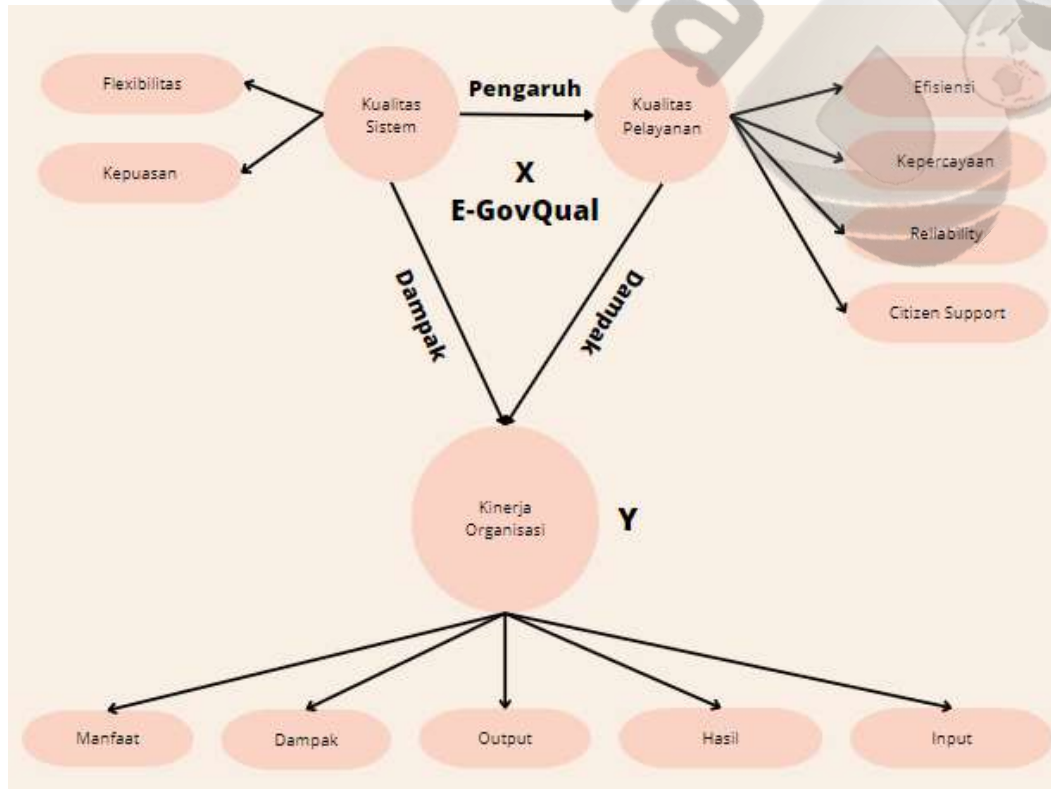 Flexibilitas
Kepuasan
Kualitas
Sistem
Pengaruh
Kualitas
Pelayanan
X
E-GovQual
Efisiensi
Kepercayaan
Reliability
Citizen Support
Dampak
Dampak
Kinerja
Organisasi
Y
Manfaat
Dampak
Output
Hasil
Input